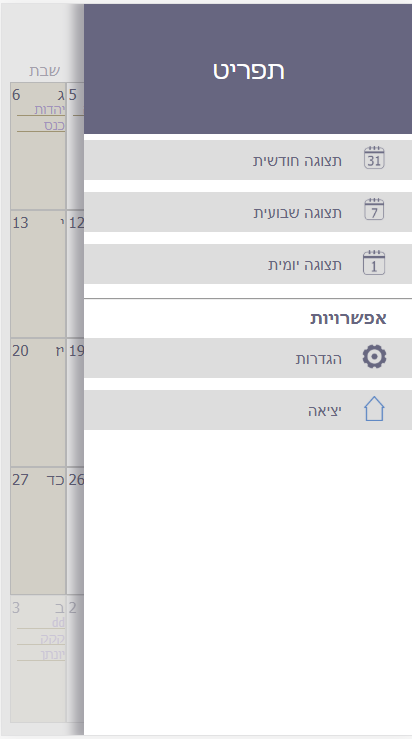 תפריט
31 תצוגה חודשית
7 תצוגה שבועית
1 תצוגה יומית
אפשרויות
הגדרות
יציאה
שבת
5 ג 6
יהדות
כנס
12 י 13
19 יז 20
26 כד 27
2 ב 3
dd
קקק
יונתן